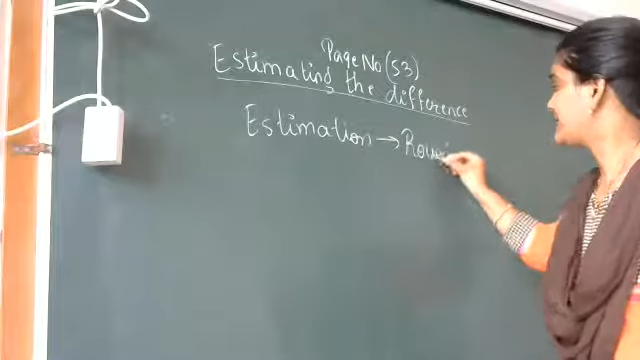 Page No (53)
Estimating the difference
Estimation → Roun